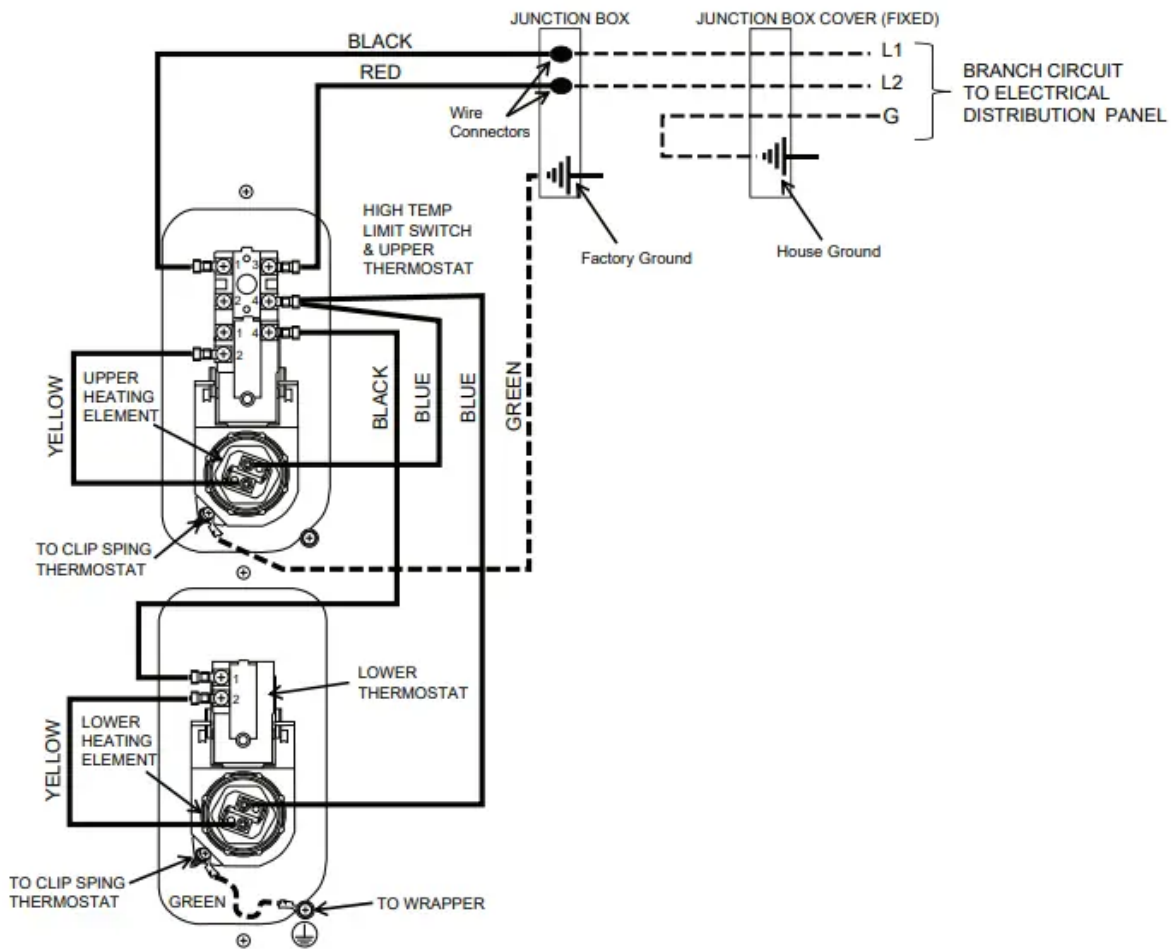 JUNCTION BOX
JUNCTION BOX COVER (FIXED)
BLACK
RED
L1
L2
G
BRANCH CIRCUIT
TO ELECTRICAL
DISTRIBUTION PANEL
Wire
Connectors
Factory Ground
House Ground
HIGH TEMP
LIMIT SWITCH
& UPPER
THERMOSTAT
1 3
2 4
1 4
2
UPPER
HEATING
ELEMENT
YELLOW
BLACK
BLUE
BLUE
GREEN
TO CLIP SPING
THERMOSTAT
1
2
LOWER
THERMOSTAT
LOWER
HEATING
ELEMENT
YELLOW
TO CLIP SPING
THERMOSTAT
GREEN
TO WRAPPER